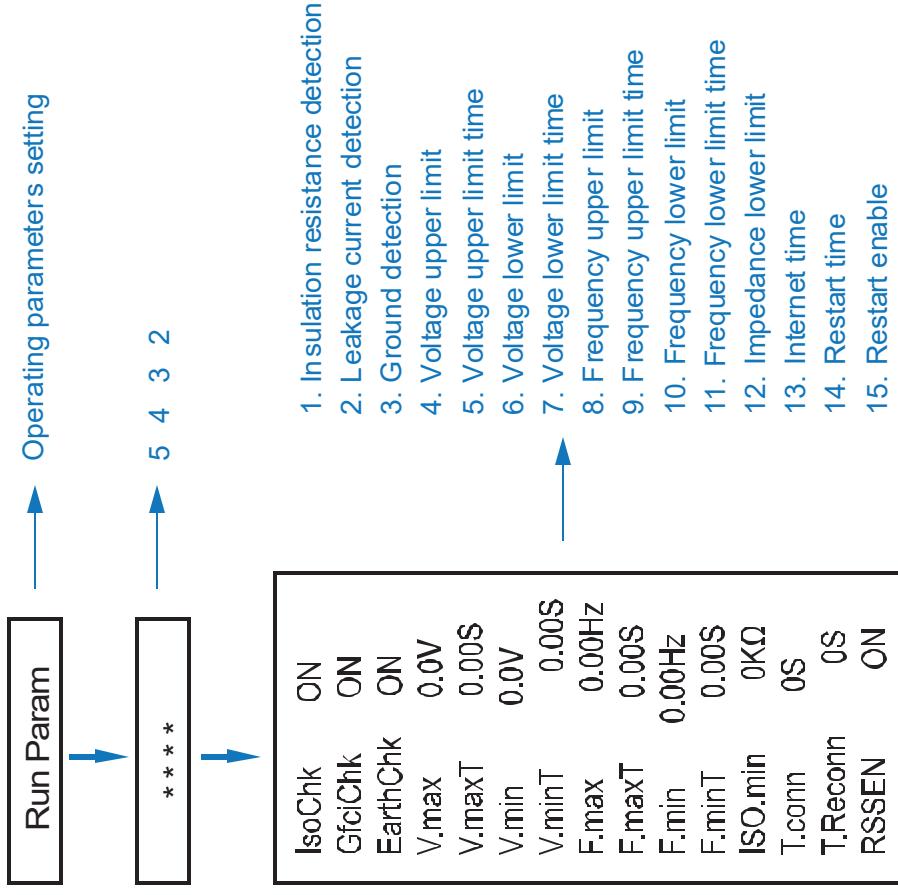 Run Param
Operating parameters setting
****
5 4 3 2
IsoChk ON
GfciChk ON
EarthChk ON
V.max 0.0V
V.maxT 0.00S
V.min 0.0V
V.minT 0.00S
F.max 0.00Hz
F.maxT 0.00S
F.min 0.00Hz
F.minT 0.00S
ISO.min 0KΩ
T.conn 0S
T.Reconn 0S
RSSEN ON
1. Insulation resistance detection
2. Leakage current detection
3. Ground detection
4. Voltage upper limit
5. Voltage upper limit time
6. Voltage lower limit
7. Voltage lower limit time
8. Frequency upper limit
9. Frequency upper limit time
10. Frequency lower limit
11. Frequency lower limit time
12. Impedance lower limit
13. Internet time
14. Restart time
15. Restart enable